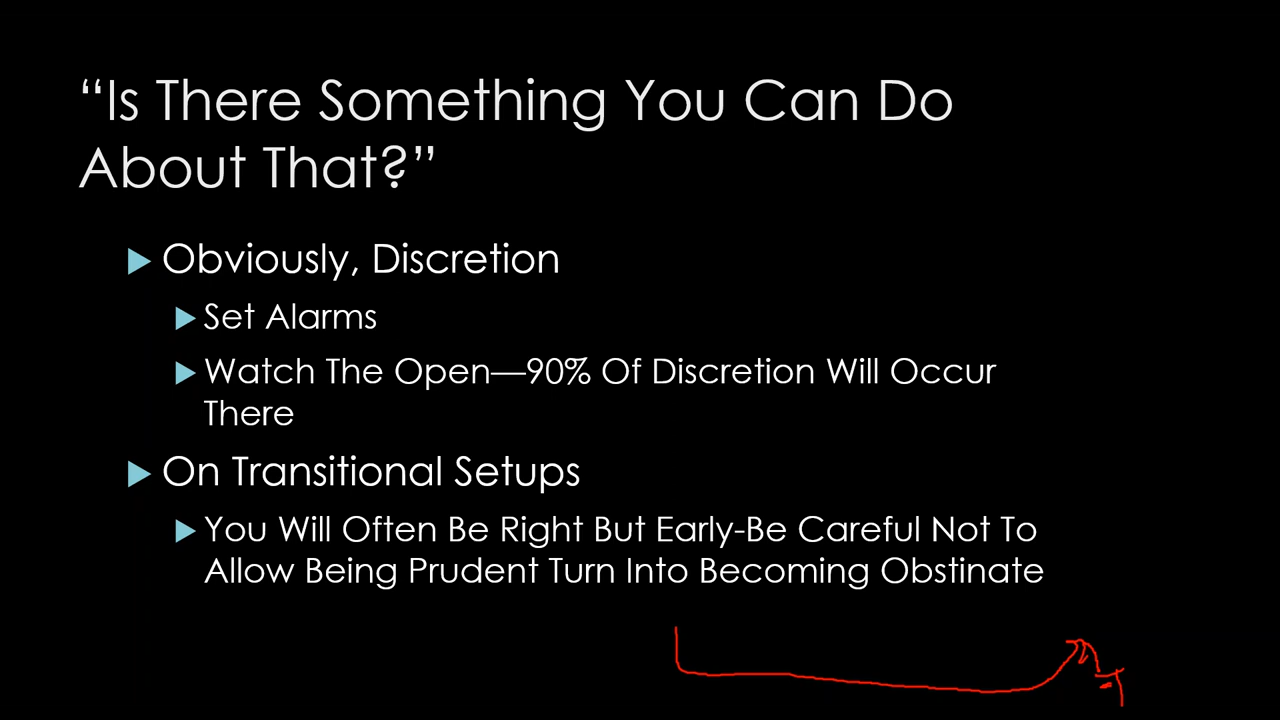 “Is There Something You Can Do
About That?”
Obviously, Discretion
Set Alarms
Watch The Open—90% Of Discretion Will Occur
There
On Transitional Setups
You Will Often Be Right But Early-Be Careful Not To
Allow Being Prudent Turn Into Becoming Obstinate